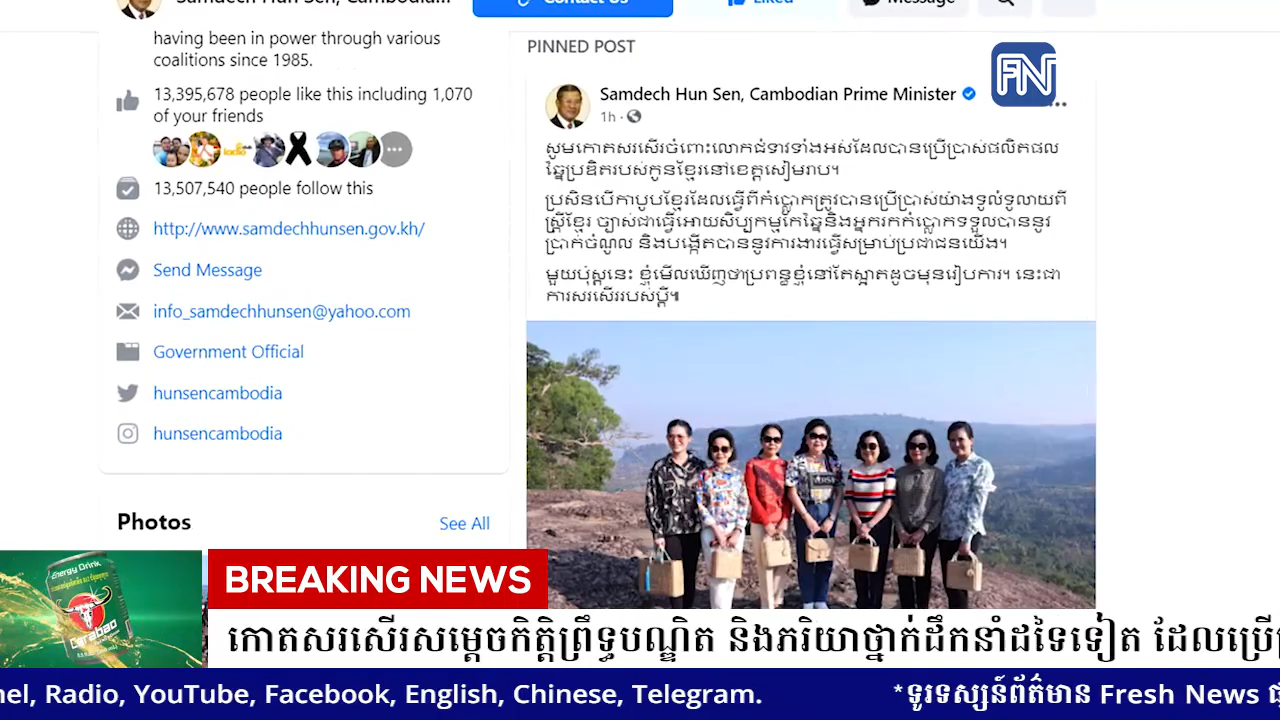 Samdech Hun Sen, Cambodia...
Contact Us
Liked
Message
having been in power through various
coalitions since 1985.
13,395,678 people like this including 1,070
of your friends
13,507,540 people follow this
http://www.samdechhunsen.gov.kh/
Send Message
info_samdechhunsen@yahoo.com
Government Official
hunsencambodia
hunsencambodia
Photos
See All
PINNED POST
FN
Samdech Hun Sen, Cambodian Prime Minister
1h
សូមកោតសរសើរចំពោះលោកជំទាវទាំងអស់ដែលបានប្រើប្រាស់ផលិតផល
ឆ្នៃប្រឌិតរបស់កូនខ្មែរនៅខេត្តសៀមរាប។
ប្រសិនបើកាបូបខ្មែរដែលធ្វើពីកំប្លោកត្រូវបានប្រើប្រាស់យ៉ាងទូលំទូលាយពី
ស្ត្រីខ្មែរ ច្បាស់ជាធ្វើអោយសិប្បកម្មកែឆ្នៃនិងអ្នករកកំប្លោកទទួលបាននូវ
ប្រាក់ចំណូល និងបង្កើតបាននូវការងារធ្វើសម្រាប់ប្រជាជនយើង។
មួយប៉ុស្តនេះ ខ្ញុំមើលឃើញថាប្រពន្ធខ្ញុំនៅតែស្អាតដូចមុនរៀបការ។ នេះជា
ការសរសើររបស់ប្តី៕
Energy Drink
Carabao
BREAKING NEWS
កោតសរសើរសម្តេចកិត្តិព្រឹទ្ធបណ្ឌិត និងភរិយាថ្នាក់ដឹកនាំដទៃទៀត ដែលប្រើ
nel, Radio, YouTube, Facebook, English, Chinese, Telegram.
*ទូរទស្សន៍ព័ត៌មាន Fresh News